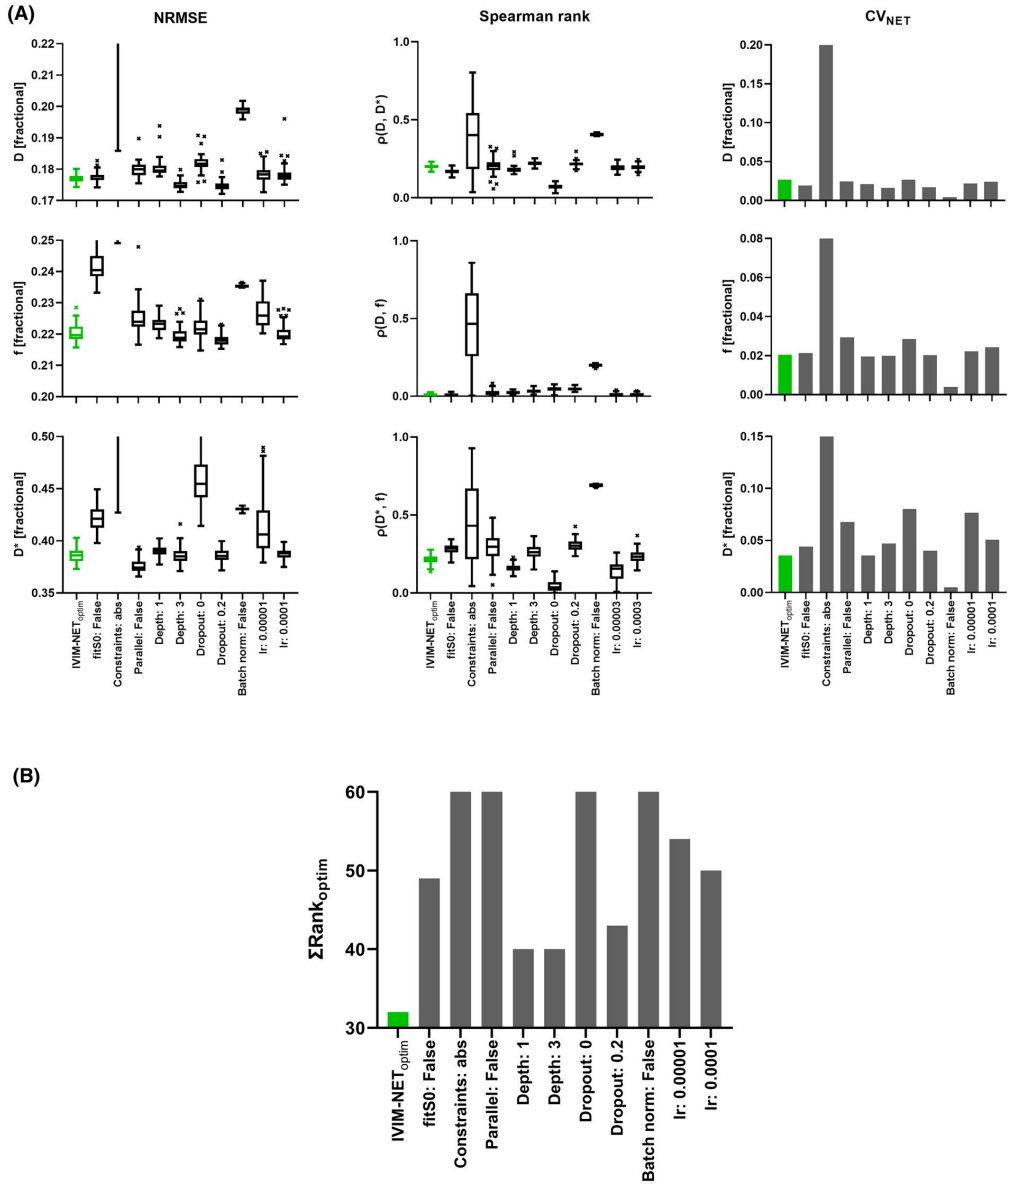 (A)
NRMSE
Spearman rank
CV_NET
D [fractional]
0.22
0.21
0.20
0.19
0.18
0.17
ρ(D, D*)
1.0
0.5
0.0
D [fractional]
0.20
0.15
0.10
0.05
0.00
f [fractional]
0.25
0.24
0.23
0.22
0.21
0.20
ρ(D, f)
1.0
0.5
0.0
f [fractional]
0.08
0.06
0.04
0.02
0.00
D* [fractional]
0.50
0.45
0.40
0.35
ρ(D*, f)
1.0
0.5
0.0
D* [fractional]
0.15
0.10
0.05
0.00
IVIM-NEToptim
fitS0: False
Constraints: abs
Parallel: False
Depth: 1
Depth: 3
Dropout: 0
Dropout: 0.2
Batch norm: False
lr: 0.00001
lr: 0.0001
IVIM-NEToptim
fitS0: False
Constraints: abs
Parallel: False
Depth: 1
Depth: 3
Dropout: 0
Dropout: 0.2
Batch norm: False
lr: 0.0003
lr: 0.0003
IVIM-NEToptim
fitS0: False
Constraints: abs
Parallel: False
Depth: 1
Depth: 3
Dropout: 0
Dropout: 0.2
Batch norm: False
lr: 0.00001
lr: 0.0001
(B)
ΣRankoptim
60
50
40
30
IVIM-NEToptim
fitS0: False
Constraints: abs
Parallel: False
Depth: 1
Depth: 3
Dropout: 0
Dropout: 0.2
Batch norm: False
lr: 0.00001
lr: 0.0001